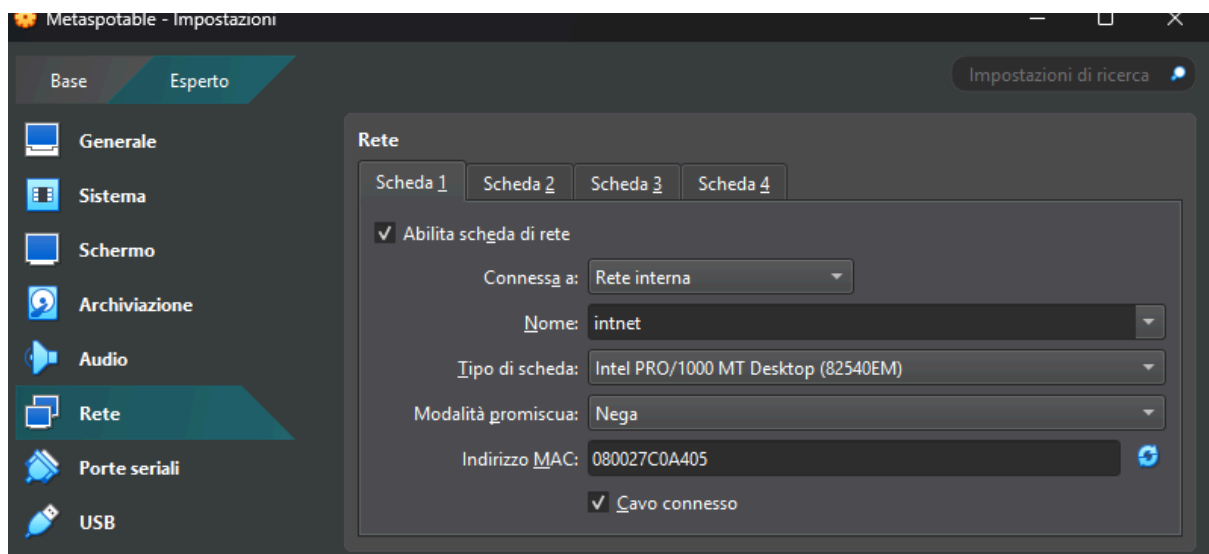 Metaspotable - Impostazioni
Base Esperto Impostazioni di ricerca
Generale
Sistema
Schermo
Archiviazione
Audio
Rete
Porte seriali
USB
Rete
Scheda 1 Scheda 2 Scheda 3 Scheda 4
Abilita scheda di rete
Connessa a: Rete interna
Nome: intnet
Tipo di scheda: Intel PRO/1000 MT Desktop (82540EM)
Modalità promiscua: Nega
Indirizzo MAC: 080027C0A405
Cavo connesso